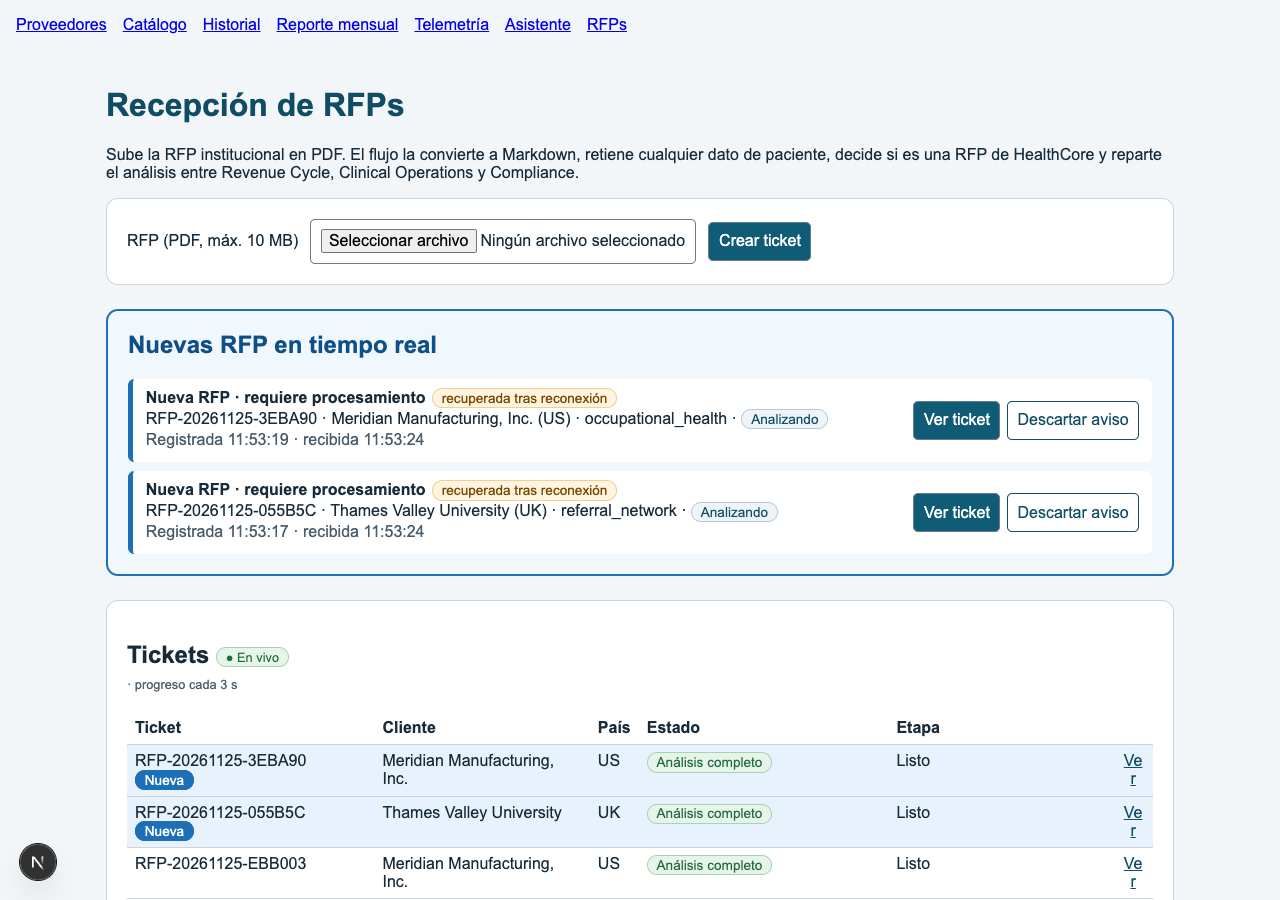 Proveedores Catálogo Historial Reporte mensual Telemetría Asistente RFPs
Recepción de RFPs
Sube la RFP institucional en PDF. El flujo la convierte a Markdown, retiene cualquier dato de paciente, decide si es una RFP de HealthCore y reparte
el análisis entre Revenue Cycle, Clinical Operations y Compliance.
RFP (PDF, máx. 10 MB) Seleccionar archivo Ningún archivo seleccionado Crear ticket
Nuevas RFP en tiempo real
Nueva RFP · requiere procesamiento recuperada tras reconexión
RFP-20261125-3EBA90 · Meridian Manufacturing, Inc. (US) · occupational_health · Analizando
Registrada 11:53:19 · recibida 11:53:24
Ver ticket Descartar aviso
Nueva RFP · requiere procesamiento recuperada tras reconexión
RFP-20261125-055B5C · Thames Valley University (UK) · referral_network · Analizando
Registrada 11:53:17 · recibida 11:53:24
Ver ticket Descartar aviso
Tickets ● En vivo
· progreso cada 3 s
Ticket Cliente País Estado Etapa
RFP-20261125-3EBA90 Meridian Manufacturing, US Análisis completo Listo Ve
Nueva Inc. r
RFP-20261125-055B5C Thames Valley University UK Análisis completo Listo Ve
Nueva r
RFP-20261125-EBB003 Meridian Manufacturing, US Análisis completo Listo Ve
Inc. r
N